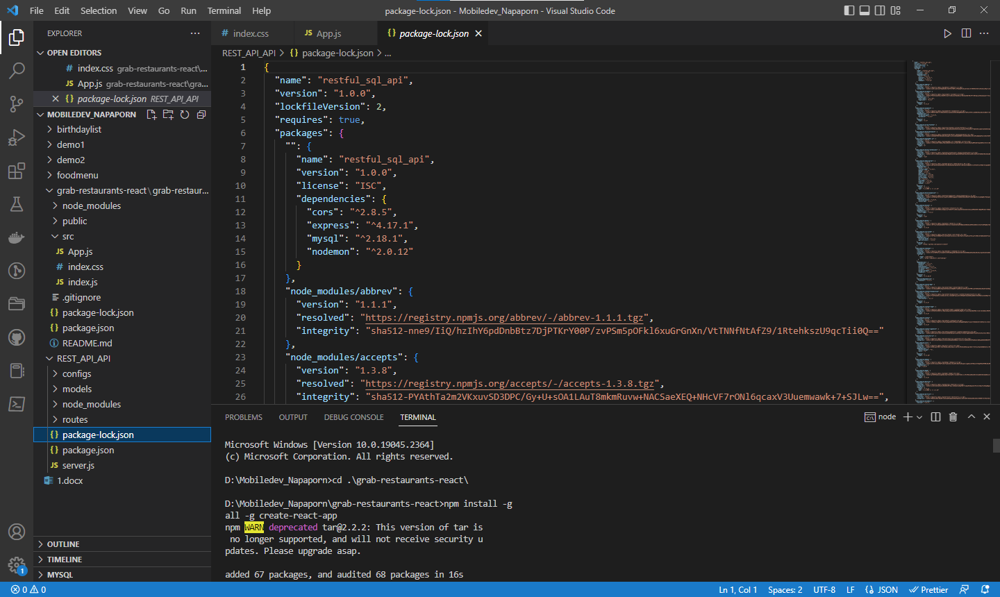 File Edit Selection View Go Run Terminal Help
package-lock.json - Mobiledev_Napaporn - Visual Studio Code
EXPLORER
OPEN EDITORS
# index.css grab-restaurants-react\...
JS App.js grab-restaurants-react\gra...
{} package-lock.json REST_API_API
MOBILEDEV_NAPAPORN
birthdaylist
demo1
demo2
foodmenu
grab-restaurants-react\grab-restaur...
node_modules
public
src
JS App.js
# index.css
JS index.js
.gitignore
{} package-lock.json
{} package.json
README.md
REST_API_API
configs
models
node_modules
routes
{} package-lock.json
{} package.json
JS server.js
1.docx
OUTLINE
TIMELINE
MYSQL
# index.css
JS App.js
{} package-lock.json
REST_API_API > {} package-lock.json > ...
1 {
2 "name": "restful_sql_api",
3 "version": "1.0.0",
4 "lockfileVersion": 2,
5 "requires": true,
6 "packages": {
7 "": {
8 "name": "restful_sql_api",
9 "version": "1.0.0",
10 "license": "ISC",
11 "dependencies": {
12 "cors": "^2.8.5",
13 "express": "^4.17.1",
14 "mysql": "^2.18.1",
15 "nodemon": "^2.0.12"
16 }
17 },
18 "node_modules/abbrev": {
19 "version": "1.1.1",
20 "resolved": "https://registry.npmjs.org/abbrev/-/abbrev-1.1.1.tgz",
21 "integrity": "sha512-nne9/IiQ/hzIhY6pdDnbBtz7DjPTKrY00P/zvPSm5pOFkl6xuGrGnXn/VtTNNfNtAfZ9/1RtehkszU9qcTii0Q=="
22 },
23 "node_modules/accepts": {
24 "version": "1.3.8",
25 "resolved": "https://registry.npmjs.org/accepts/-/accepts-1.3.8.tgz",
26 "integrity": "sha512-PYAthTa2m2VKxuvSD3DPC/Gy+U+sOA1LAuT8mkmRuvw+NACSaeXEQ+NHcVF7rONl6qcaxV3Uuemwawk+7+SJLw==",
PROBLEMS OUTPUT DEBUG CONSOLE TERMINAL
node
Microsoft Windows [Version 10.0.19045.2364]
(c) Microsoft Corporation. All rights reserved.
D:\Mobiledev_Napaporn>cd .\grab-restaurants-react\
D:\Mobiledev_Napaporn\grab-restaurants-react>npm install -g
all -g create-react-app
npm WARN deprecated tar@2.2.2: This version of tar is
no longer supported, and will not receive security u
pdates. Please upgrade asap.
added 67 packages, and audited 68 packages in 16s
1
0 0
Ln 1, Col 1 Spaces: 2 UTF-8 LF {} JSON Prettier